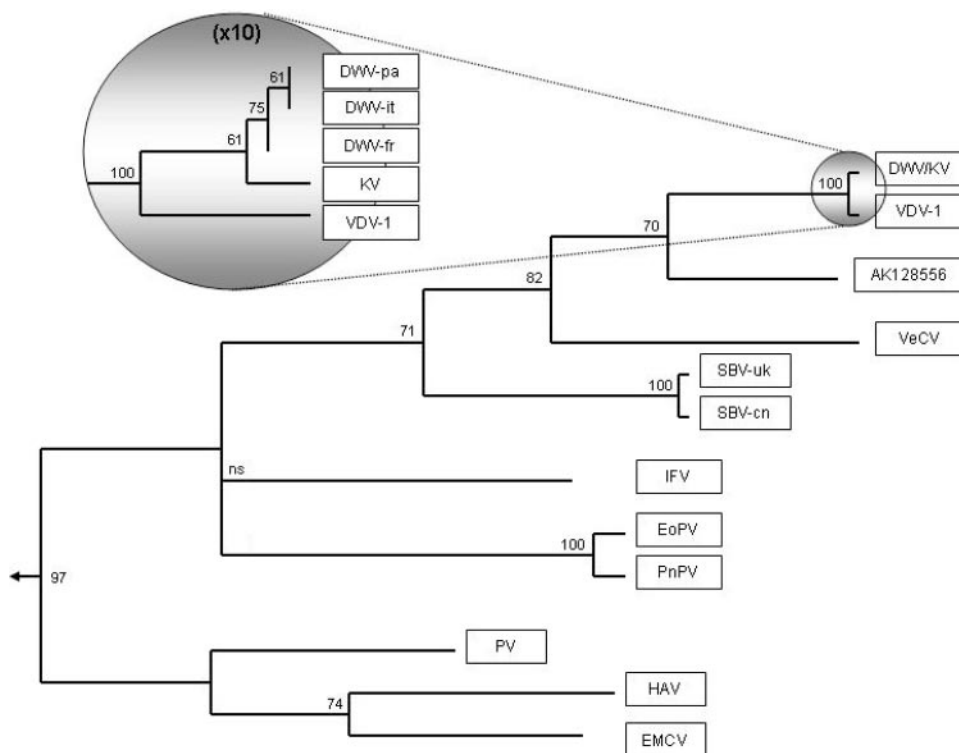 (x10)
61
DWV-pa
DWV-it
75
DWV-fr
61
KV
100
VDV-1
100
DWV/KV
VDV-1
70
AK128556
82
VeCV
71
SBV-uk
100
SBV-cn
ns
IFV
EoPV
100
PnPV
97
PV
HAV
74
EMCV